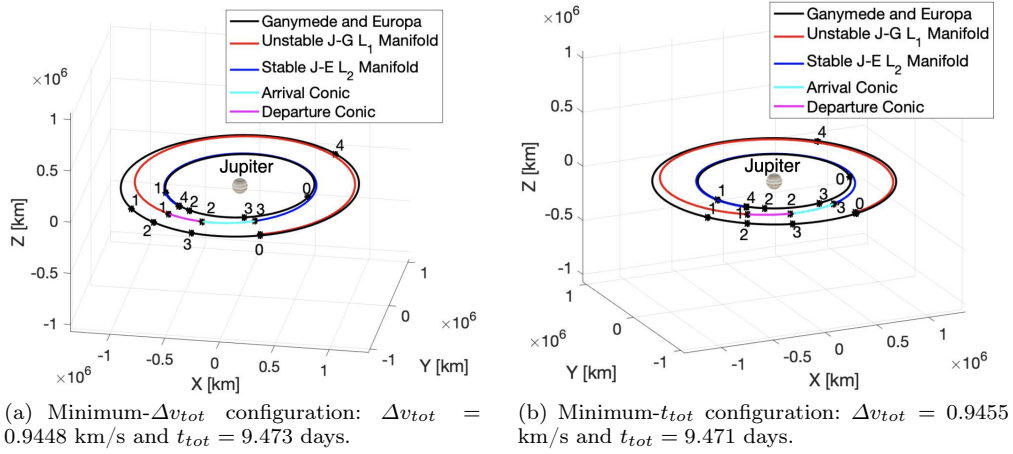 Ganymede and Europa
Unstable J-G L1 Manifold
Stable J-E L2 Manifold
Arrival Conic
Departure Conic
×10^6
1
0.5
0
-0.5
-1
Z [km]
4
Jupiter
0
1
4
2
1
2
3
3
1
2
3
0
-1
-0.5
0
0.5
1
×10^6
X [km]
1
0
-1
×10^6
Y [km]
(a) Minimum-Δv_tot configuration: Δv_tot =
0.9448 km/s and t_tot = 9.473 days.
Ganymede and Europa
Unstable J-G L1 Manifold
Stable J-E L2 Manifold
Arrival Conic
Departure Conic
×10^6
1
0.5
0
-0.5
-1
Z [km]
4
Jupiter
0
1
4
2
2
3
1
3
0
1
2
3
1
0
-1
×10^6
Y [km]
-1
-0.5
0
0.5
1
×10^6
X [km]
(b) Minimum-t_tot configuration: Δv_tot = 0.9455
km/s and t_tot = 9.471 days.